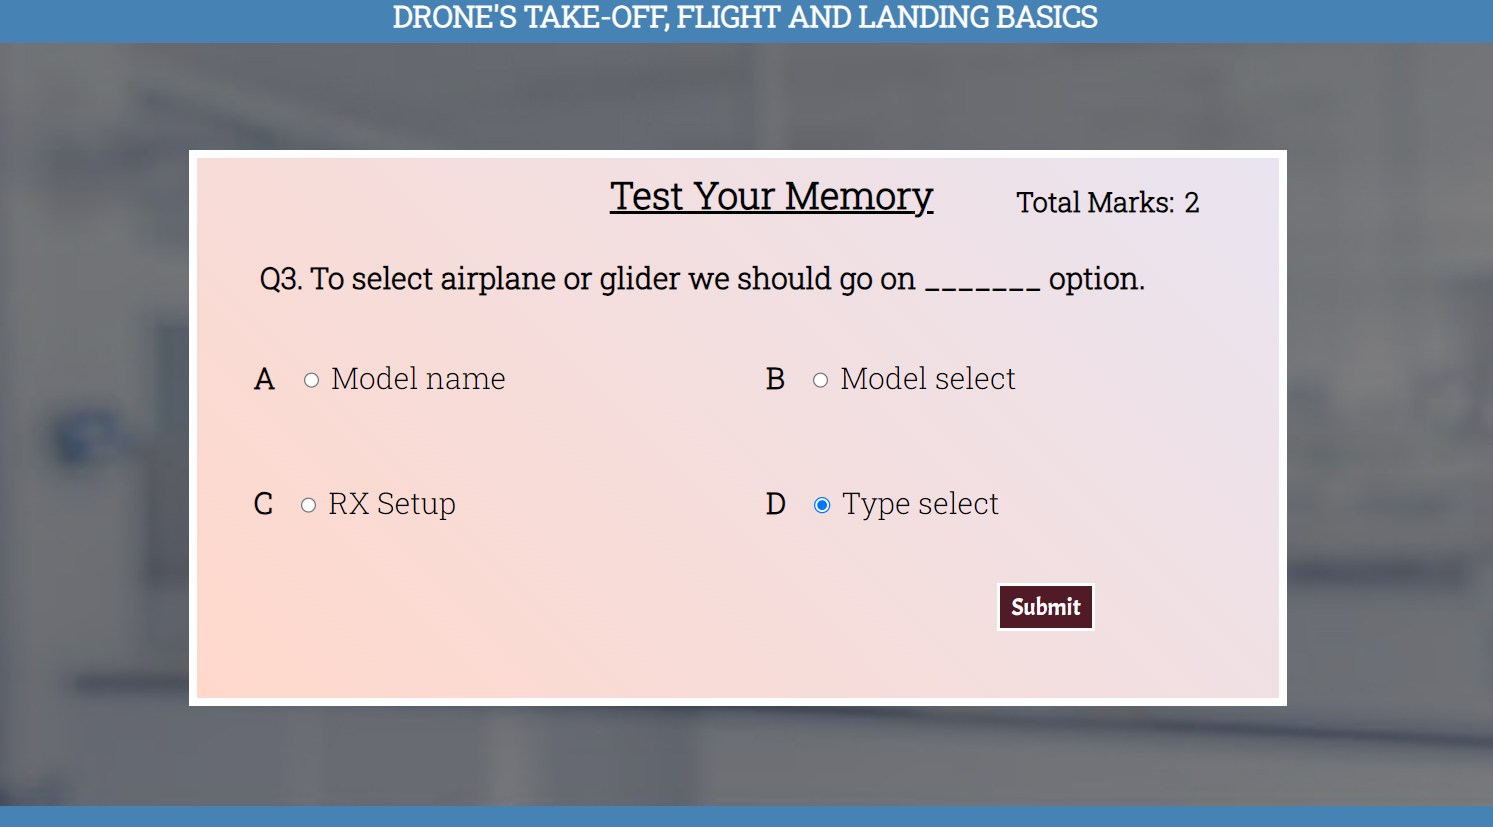 DRONE'S TAKE-OFF, FLIGHT AND LANDING BASICS
Test Your Memory
Total Marks: 2
Q3. To select airplane or glider we should go on _______ option.
A Model name
B Model select
C RX Setup
D Type select
Submit